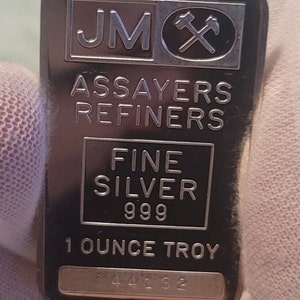 JM
ASSAYERS
REFINERS
FINE
SILVER
999
1 OUNCE TROY